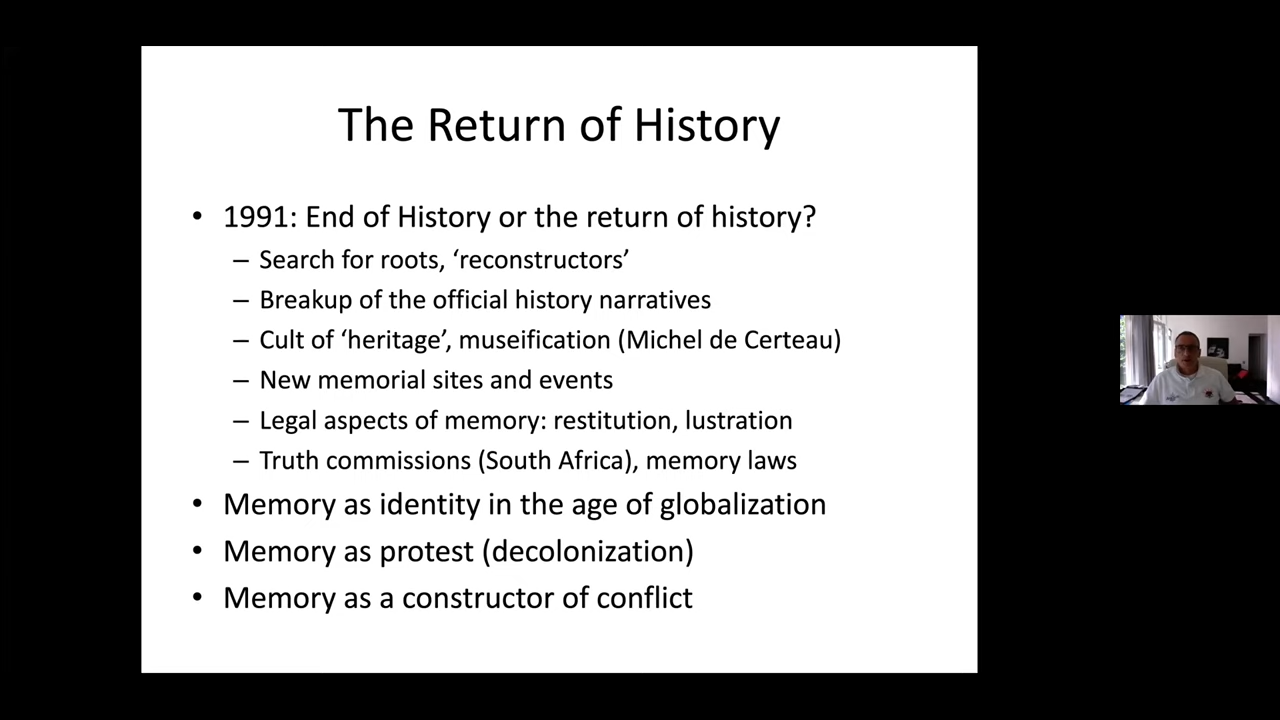 The Return of History
• 1991: End of History or the return of history?
– Search for roots, ‘reconstructors’
– Breakup of the official history narratives
– Cult of ‘heritage’, museification (Michel de Certeau)
– New memorial sites and events
– Legal aspects of memory: restitution, lustration
– Truth commissions (South Africa), memory laws
• Memory as identity in the age of globalization
• Memory as protest (decolonization)
• Memory as a constructor of conflict